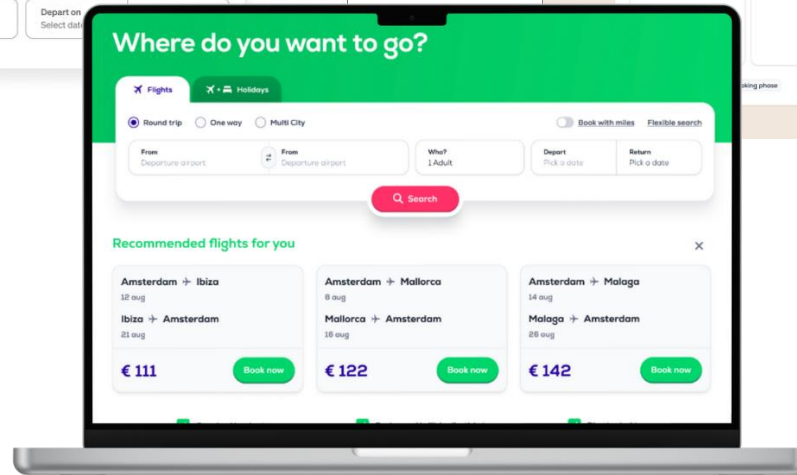 Depart on
Select date
oking phase
Where do you want to go?
Flights
Holidays
Round trip
One way
Multi City
Book with miles
Flexible search
From
Departure airport
From
Departure airport
Who?
1 Adult
Depart
Pick a date
Return
Pick a date
Search
Recommended flights for you
Amsterdam Ibiza
12 aug
Ibiza Amsterdam
21 aug
€ 111
Book now
Amsterdam Mallorca
8 aug
Mallorca Amsterdam
16 aug
€ 122
Book now
Amsterdam Malaga
14 aug
Malaga Amsterdam
26 aug
€ 142
Book now